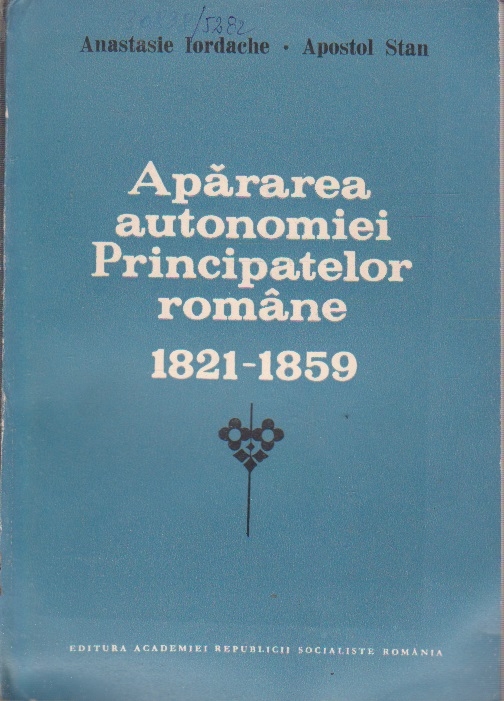 Anastasie Iordache · Apostol Stan
Apărarea
autonomiei
Principatelor
române
1821-1859
EDITURA ACADEMIEI REPUBLICII SOCIALISTE ROMÂNIA